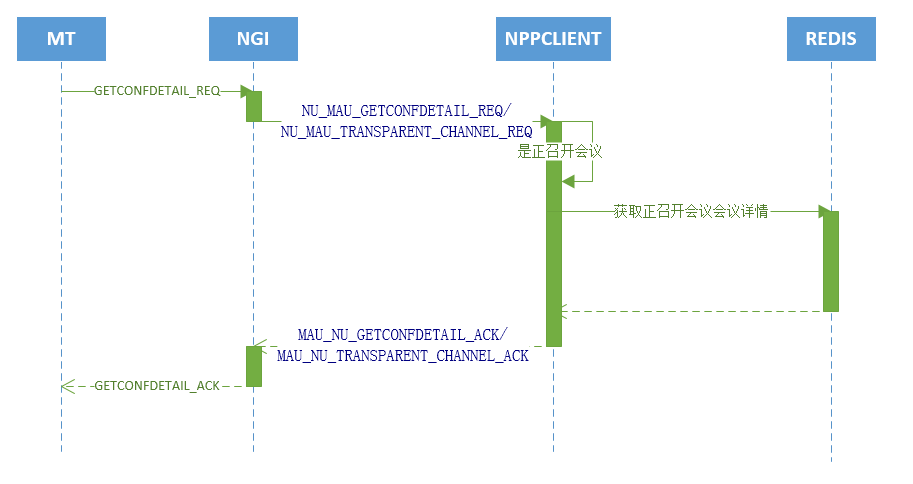 MT
NGI
NPPCLIENT
REDIS
GETCONFDETAIL_REQ
NU_MAU_GETCONFDETAIL_REQ/
NU_MAU_TRANSPARENT_CHANNEL_REQ
是正召开会议
获取正召开会议会议详情
MAU_NU_GETCONFDETAIL_ACK/
MAU_NU_TRANSPARENT_CHANNEL_ACK
GETCONFDETAIL_ACK